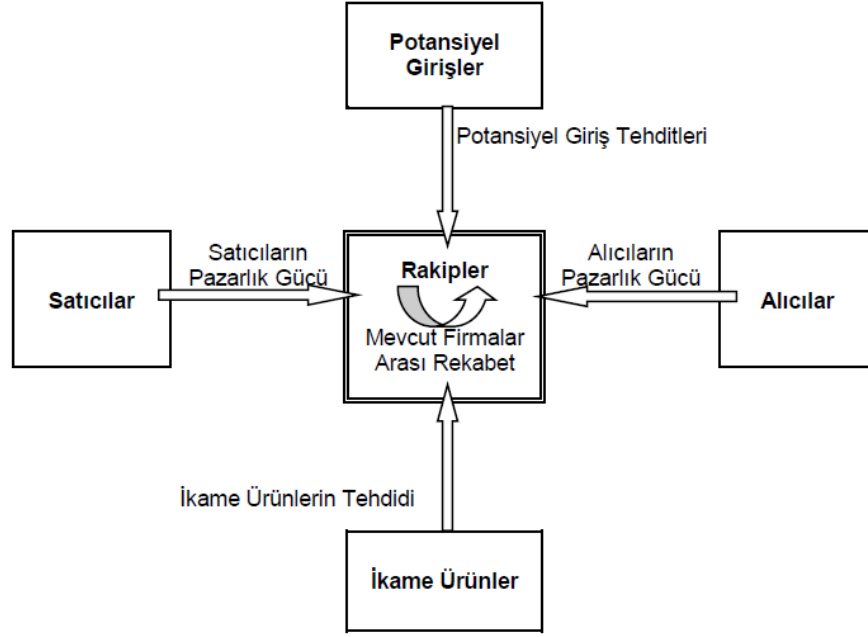 Potansiyel
Girişler
Potansiyel Giriş Tehditleri
Satıcılar
Satıcıların
Pazarlık Gücü
Rakipler
Mevcut Firmalar
Arası Rekabet
Alıcıların
Pazarlık Gücü
Alıcılar
İkame Ürünlerin Tehdidi
İkame Ürünler